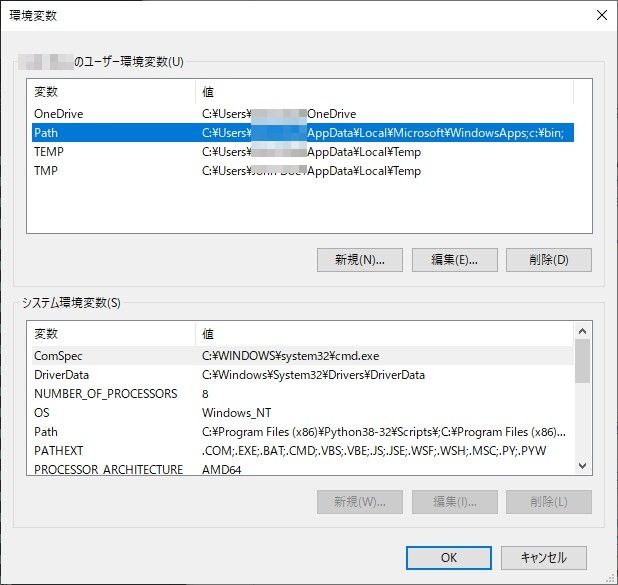 環境変数
のユーザー環境変数(U)
変数 値
OneDrive C:¥Users¥ OneDrive
Path C:¥Users¥ AppData¥Local¥Microsoft¥WindowsApps;c:¥bin;
TEMP C:¥Users¥ AppData¥Local¥Temp
TMP C:¥Users¥ AppData¥Local¥Temp
新規(N)... 編集(E)... 削除(D)
システム環境変数(S)
変数 値
ComSpec C:¥WINDOWS¥system32¥cmd.exe
DriverData C:¥Windows¥System32¥Drivers¥DriverData
NUMBER_OF_PROCESSORS 8
OS Windows_NT
Path C:¥Program Files (x86)¥Python38-32¥Scripts¥;C:¥Program Files (x86)...
PATHEXT .COM;.EXE;.BAT;.CMD;.VBS;.VBE;.JS;.JSE;.WSF;.WSH;.MSC;.PY;.PYW
PROCESSOR_ARCHITECTURE AMD64
新規(W)... 編集(I)... 削除(L)
OK キャンセル